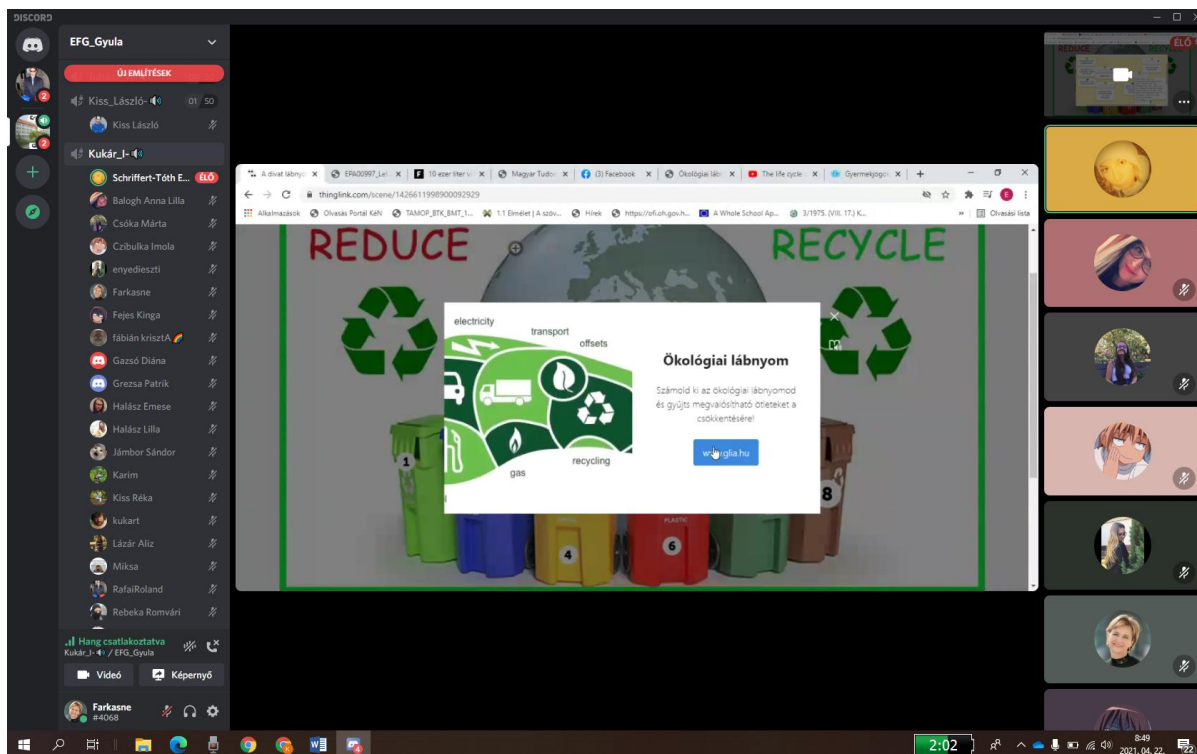 DISCORD
EFG_Gyula
ÚJ EMLÍTÉSEK
Kiss_László-
01 50
Kiss László
Kukár_I-
Schriffert-Tóth E... ÉLŐ
Balogh Anna Lilla
Csóka Márta
Czibulka Imola
enyedieszti
Farkasne
Fejes Kinga
fábián krisztA
Gazsó Diána
Grezsa Patrik
Halász Emese
Halász Lilla
Jámbor Sándor
Karim
Kiss Réka
kukart
Lázár Aliz
Miksa
RafaiRoland
Rebeka Romvári
Hang csatlakoztatva
Kukár_I- / EFG_Gyula
Videó
Képernyő
Farkasne
#4068
A divat lábnyo
EPA00997_Lel
10 ezer liter
Magyar Tudo
(3) Facebook
Ökológiai láb
The life cycle
Gyermekjogo
thinglink.com/scene/1426611998900092929
Alkalmazások
Olvasás Portál KéN
TAMOP_BTK_BMT_1...
1.1 Elmélet | A szöv...
Hírek
https://ofi.oh.gov.h...
A Whole School Ap...
3/1975. (VIII. 17.) K...
Olvasási lista
REDUCE
RECYCLE
electricity
transport
offsets
gas
recycling
Ökológiai lábnyom
Számold ki az ökológiai lábnyomod
és gyűjts megvalósítható ötleteket a
csökkentésére!
1
4
PLASTIC
6
8
ÉLŐ
2:02
8:49
2021. 04. 22.
22